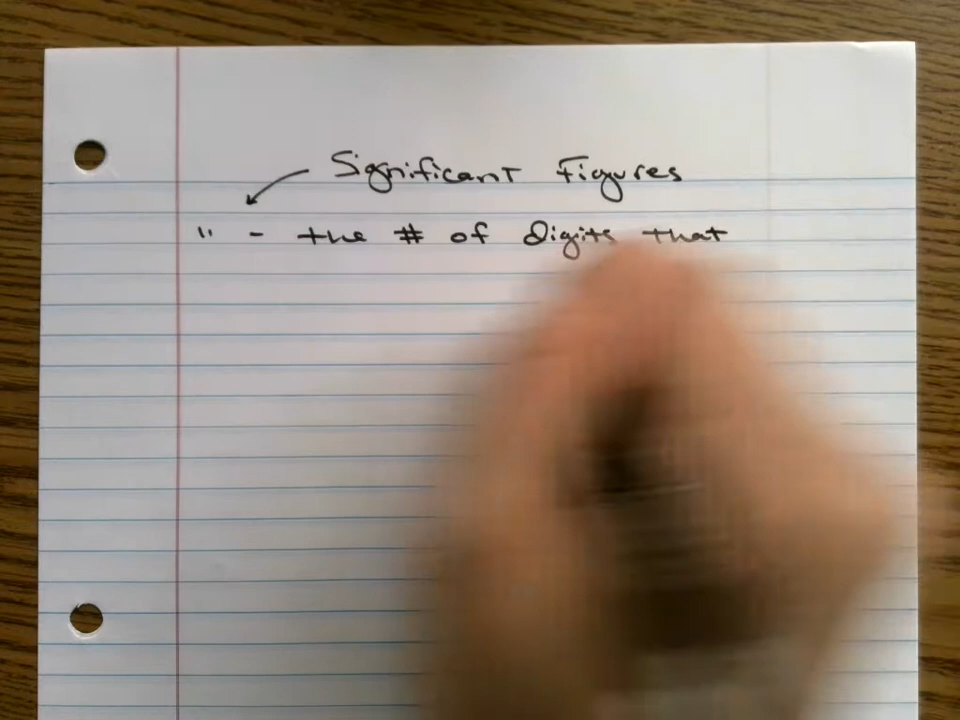 Significant Figures
" - the # of digits that